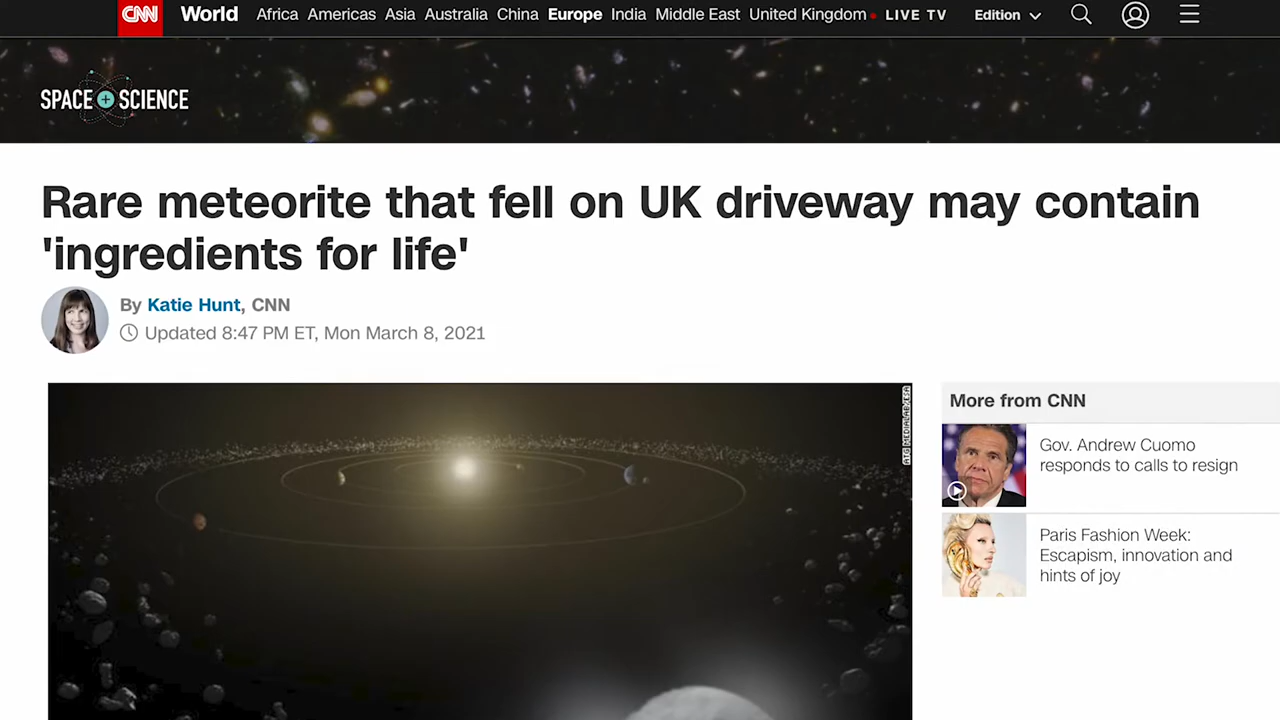 CNN World Africa Americas Asia Australia China Europe India Middle East United Kingdom LIVE TV Edition
SPACE + SCIENCE
Rare meteorite that fell on UK driveway may contain
'ingredients for life'
By Katie Hunt, CNN
Updated 8:47 PM ET, Mon March 8, 2021
ATG MEDIALAB/ESA
More from CNN
Gov. Andrew Cuomo
responds to calls to resign
Paris Fashion Week:
Escapism, innovation and
hints of joy